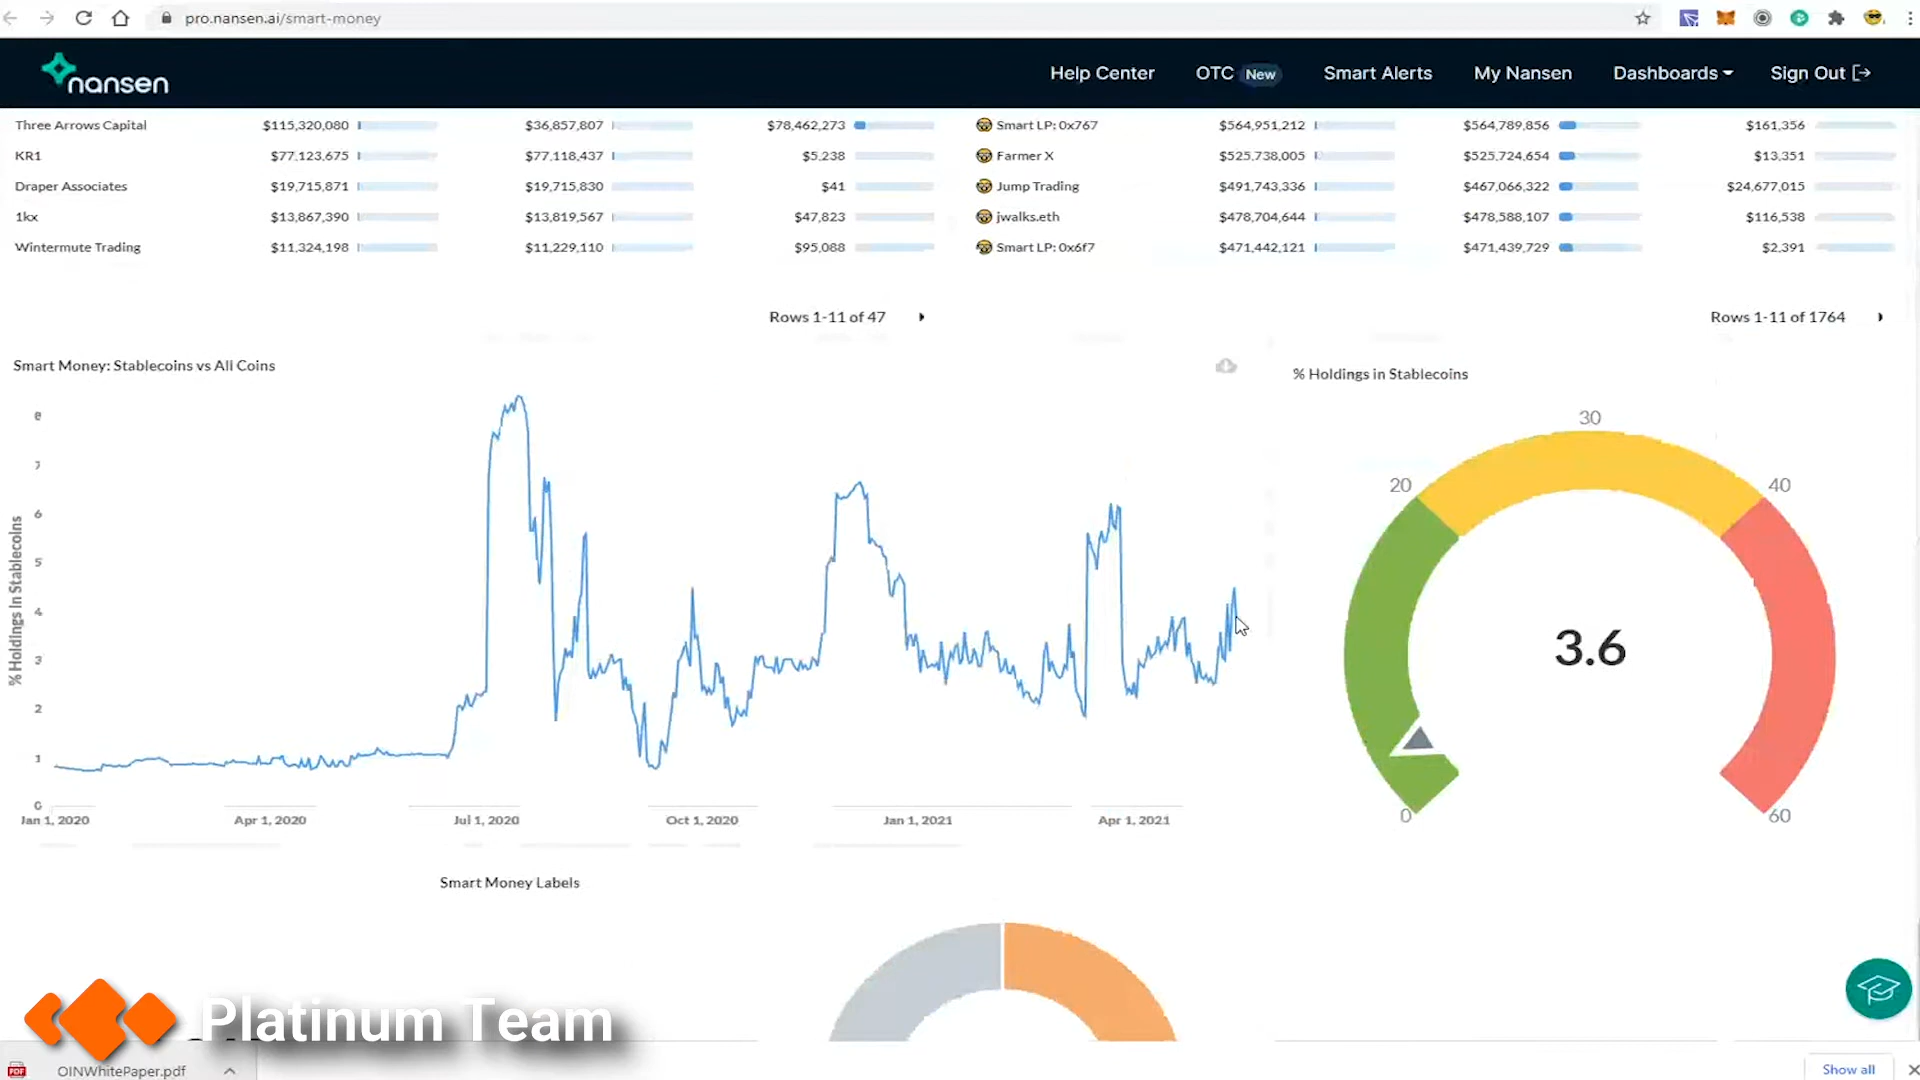 pro.nansen.ai/smart-money
nansen
Help Center
OTC New
Smart Alerts
My Nansen
Dashboards
Sign Out
Three Arrows Capital $115,320,080 $36,857,807 $78,462,273
KR1 $77,123,675 $77,118,437 $5,238
Draper Associates $19,715,871 $19,715,830 $41
1kx $13,867,390 $13,819,567 $47,823
Wintermute Trading $11,324,198 $11,229,110 $95,088
Rows 1-11 of 47
Smart LP: 0x767 $564,951,212 $564,789,856 $161,356
Farmer X $525,738,005 $525,724,654 $13,351
Jump Trading $491,743,336 $467,066,322 $24,677,015
jwalks.eth $478,704,644 $478,588,107 $116,538
Smart LP: 0x6f7 $471,442,121 $471,439,729 $2,391
Rows 1-11 of 1764
Smart Money: Stablecoins vs All Coins
% Holdings In Stablecoins
8
7
6
5
4
3
2
1
0
Jan 1, 2020
Apr 1, 2020
Jul 1, 2020
Oct 1, 2020
Jan 1, 2021
Apr 1, 2021
% Holdings in Stablecoins
30
20
40
3.6
0
60
Smart Money Labels
Platinum Team
PDF
OINWhitePaper.pdf
Show all